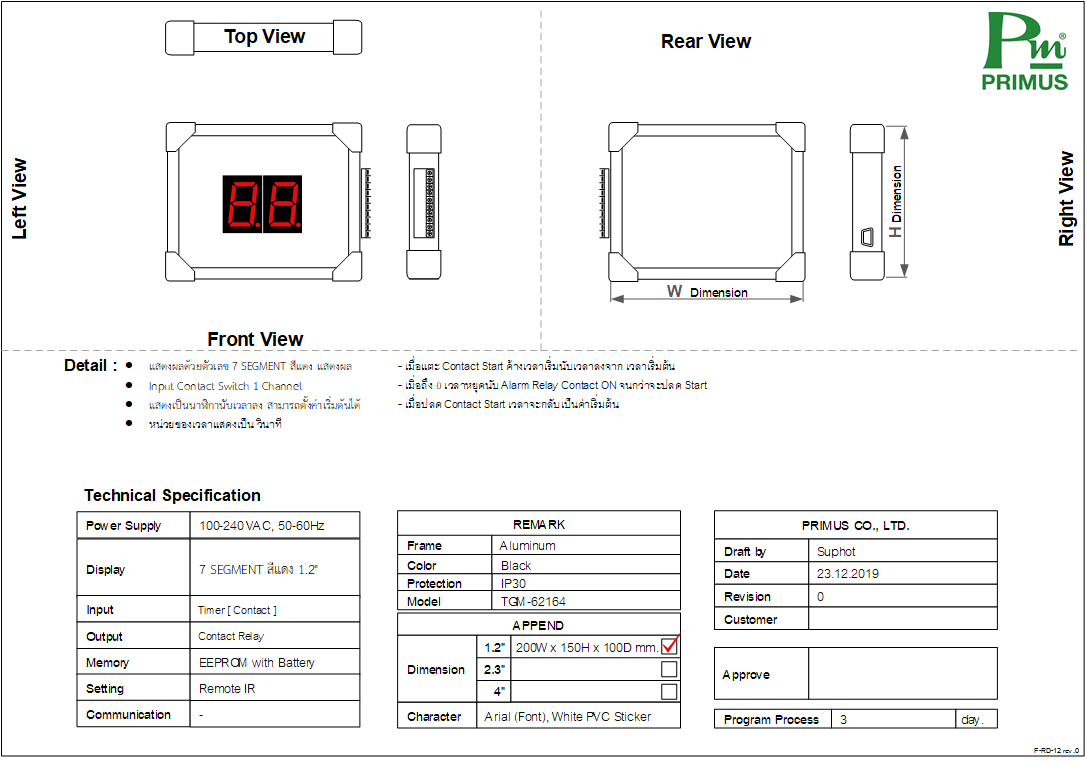 Top View
Rear View
Pm®
PRIMUS
Left View
8.8.
H Dimension
Right View
W Dimension
Front View
Detail :
● แสดงผลด้วยตัวเลข 7 SEGMENT สีแดง แสดงผล
● Input Contact Switch 1 Channel
● แสดงเป็นนาฬิกานับเวลาลง สามารถตั้งค่าเริ่มต้นได้
● หน่วยของเวลาแสดงเป็น วินาที
- เมื่อแตะ Contact Start ค้างเวลาเริ่มนับเวลาลงจาก เวลาเริ่มต้น
- เมื่อถึง 0 เวลาหยุดนับ Alarm Relay Contact ON จนกว่าจะปลด Start
- เมื่อปลด Contact Start เวลาจะกลับเป็นค่าเริ่มต้น
Technical Specification
Power Supply 100-240VAC, 50-60Hz
Display 7 SEGMENT สีแดง 1.2"
Input Timer [ Contact ]
Output Contact Relay
Memory EEPROM with Battery
Setting Remote IR
Communication -
REMARK
Frame Aluminum
Color Black
Protection IP30
Model TGM-62164
APPEND
Dimension
1.2" 200W x 150H x 100D mm.
2.3"
4"
Character Arial (Font), White PVC Sticker
PRIMUS CO., LTD.
Draft by Suphot
Date 23.12.2019
Revision 0
Customer
Approve
Program Process 3 day.
F-RD-12 rev.0